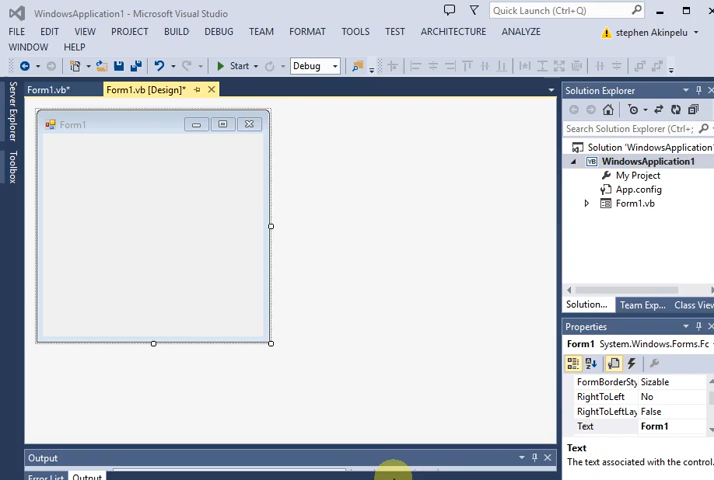 WindowsApplication1 - Microsoft Visual Studio
Quick Launch (Ctrl+Q)
FILE EDIT VIEW PROJECT BUILD DEBUG TEAM FORMAT TOOLS TEST ARCHITECTURE ANALYZE
stephen Akinpelu
WINDOW HELP
Start Debug
Server Explorer
Toolbox
Form1.vb* Form1.vb [Design]*
Form1
Solution Explorer
Search Solution Explorer (Ctrl+;)
Solution 'WindowsApplication1'
WindowsApplication1
My Project
App.config
Form1.vb
Solution... Team Exp... Class View
Properties
Form1 System.Windows.Forms.Fc
FormBorderSty Sizable
RightToLeft No
RightToLeftLay False
Text Form1
Text
The text associated with the control.
Output
Error List Output